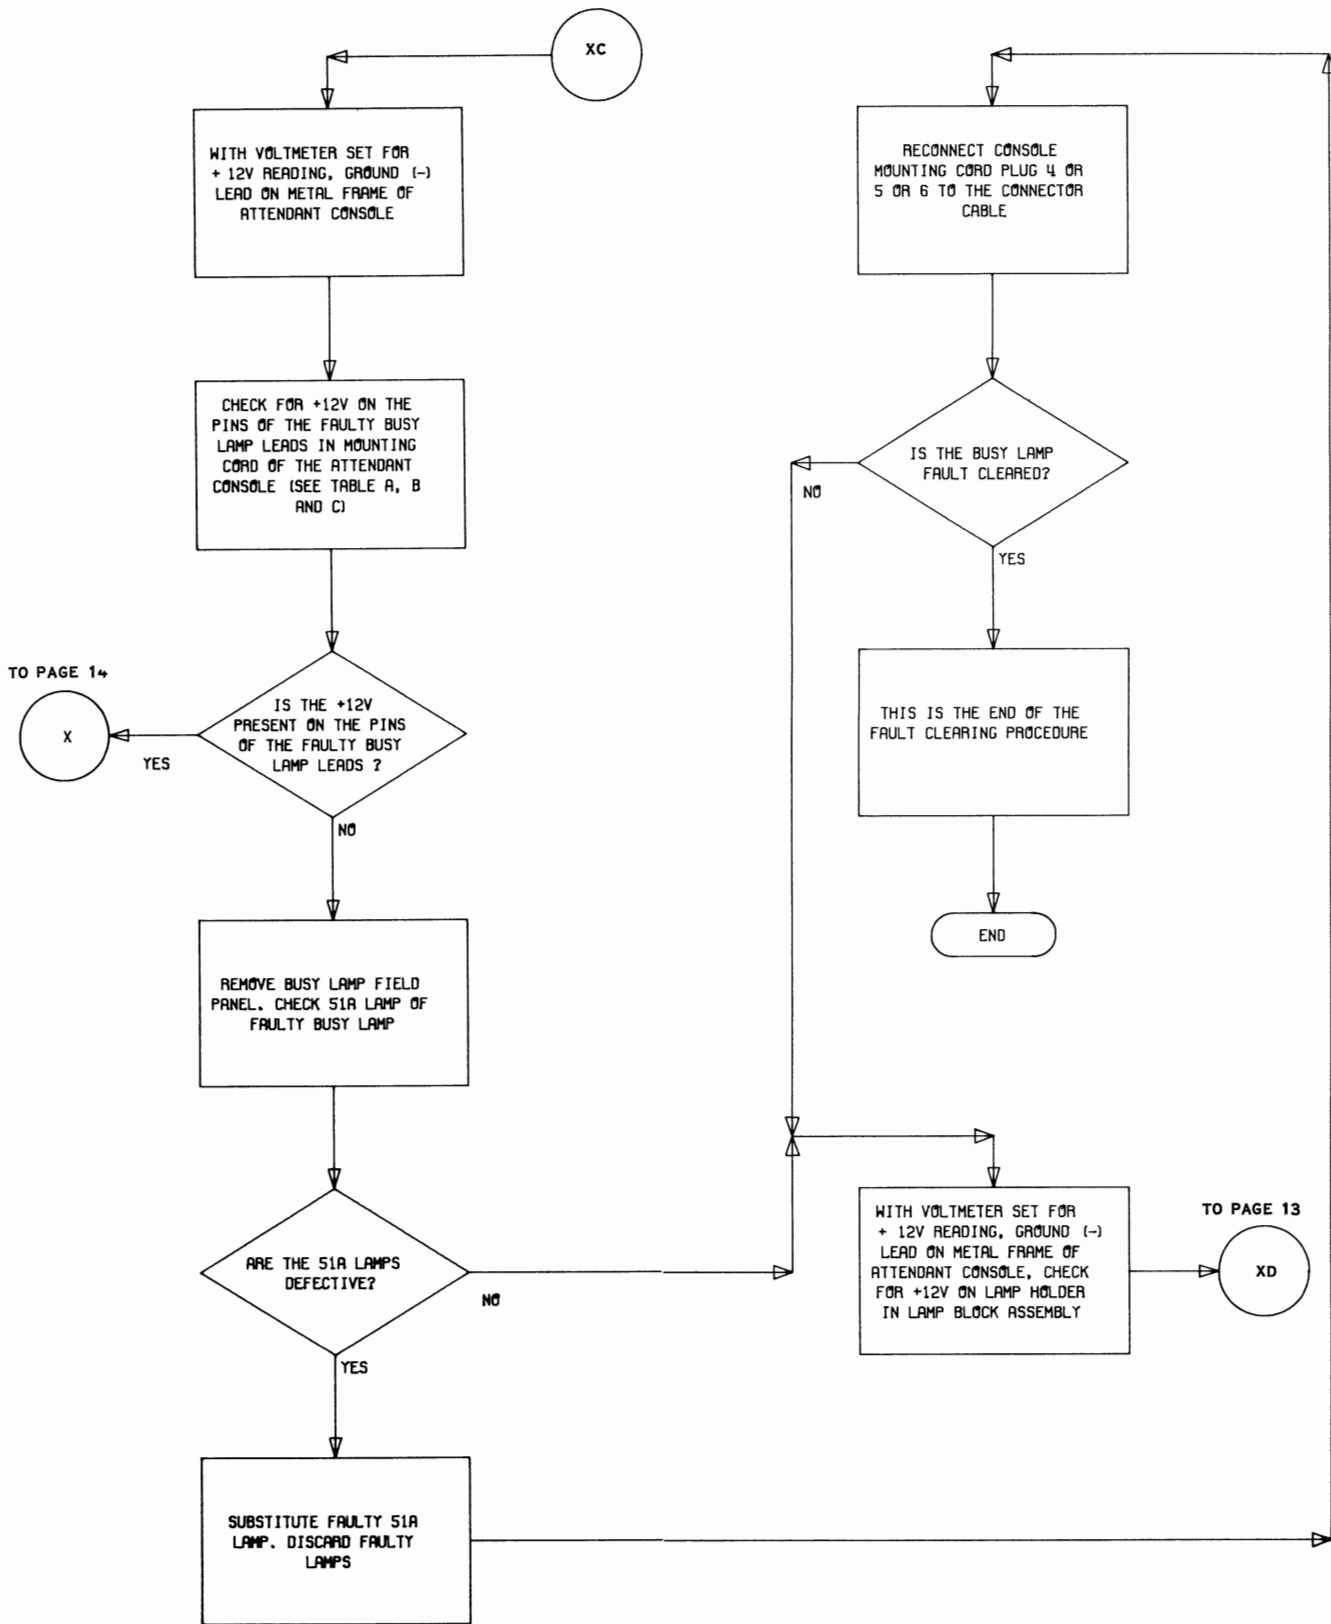 XC
WITH VOLTMETER SET FOR
+ 12V READING, GROUND (-)
LEAD ON METAL FRAME OF
ATTENDANT CONSOLE
CHECK FOR +12V ON THE
PINS OF THE FAULTY BUSY
LAMP LEADS IN MOUNTING
CORD OF THE ATTENDANT
CONSOLE (SEE TABLE A, B
AND C)
TO PAGE 14
X
YES
IS THE +12V
PRESENT ON THE PINS
OF THE FAULTY BUSY
LAMP LEADS ?
NO
REMOVE BUSY LAMP FIELD
PANEL. CHECK 51A LAMP OF
FAULTY BUSY LAMP
ARE THE 51A LAMPS
DEFECTIVE?
NO
YES
SUBSTITUTE FAULTY 51A
LAMP. DISCARD FAULTY
LAMPS
RECONNECT CONSOLE
MOUNTING CORD PLUG 4 OR
5 OR 6 TO THE CONNECTOR
CABLE
IS THE BUSY LAMP
FAULT CLEARED?
NO
YES
THIS IS THE END OF THE
FAULT CLEARING PROCEDURE
END
WITH VOLTMETER SET FOR
+ 12V READING, GROUND (-)
LEAD ON METAL FRAME OF
ATTENDANT CONSOLE, CHECK
FOR +12V ON LAMP HOLDER
IN LAMP BLOCK ASSEMBLY
TO PAGE 13
XD